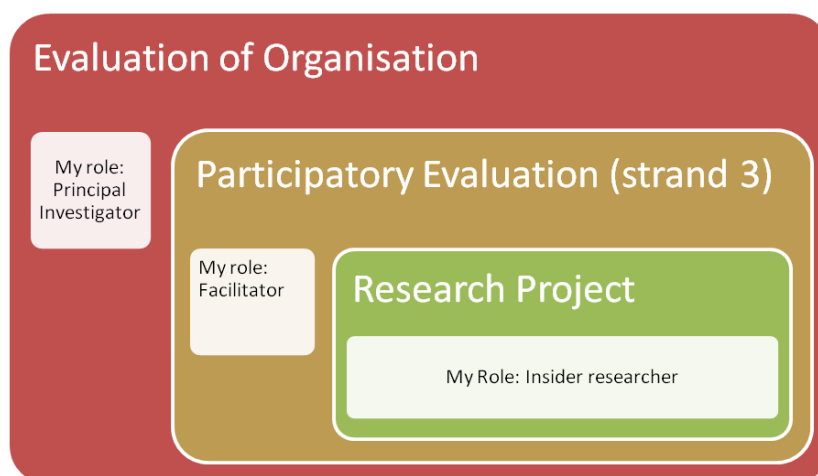 Evaluation of Organisation
My role:
Principal
Investigator
Participatory Evaluation (strand 3)
My role:
Facilitator
Research Project
My Role: Insider researcher